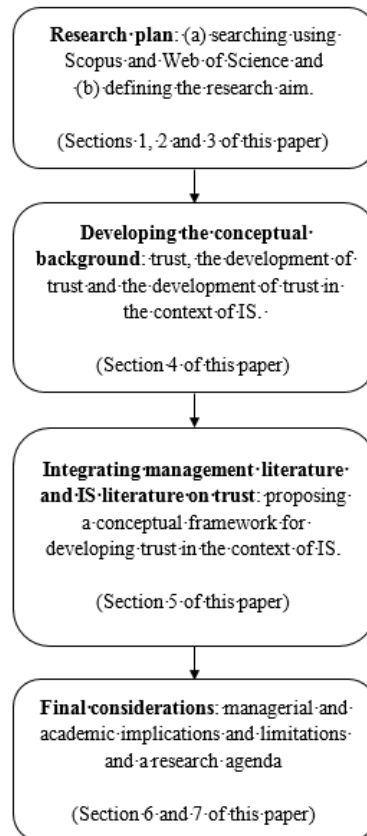 Research plan: (a) searching using
Scopus and Web of Science and
(b) defining the research aim.
(Sections 1, 2 and 3 of this paper)
Developing the conceptual
background: trust, the development of
trust and the development of trust in
the context of IS.
(Section 4 of this paper)
Integrating management literature
and IS literature on trust: proposing
a conceptual framework for
developing trust in the context of IS.
(Section 5 of this paper)
Final considerations: managerial and
academic implications and limitations
and a research agenda
(Section 6 and 7 of this paper)